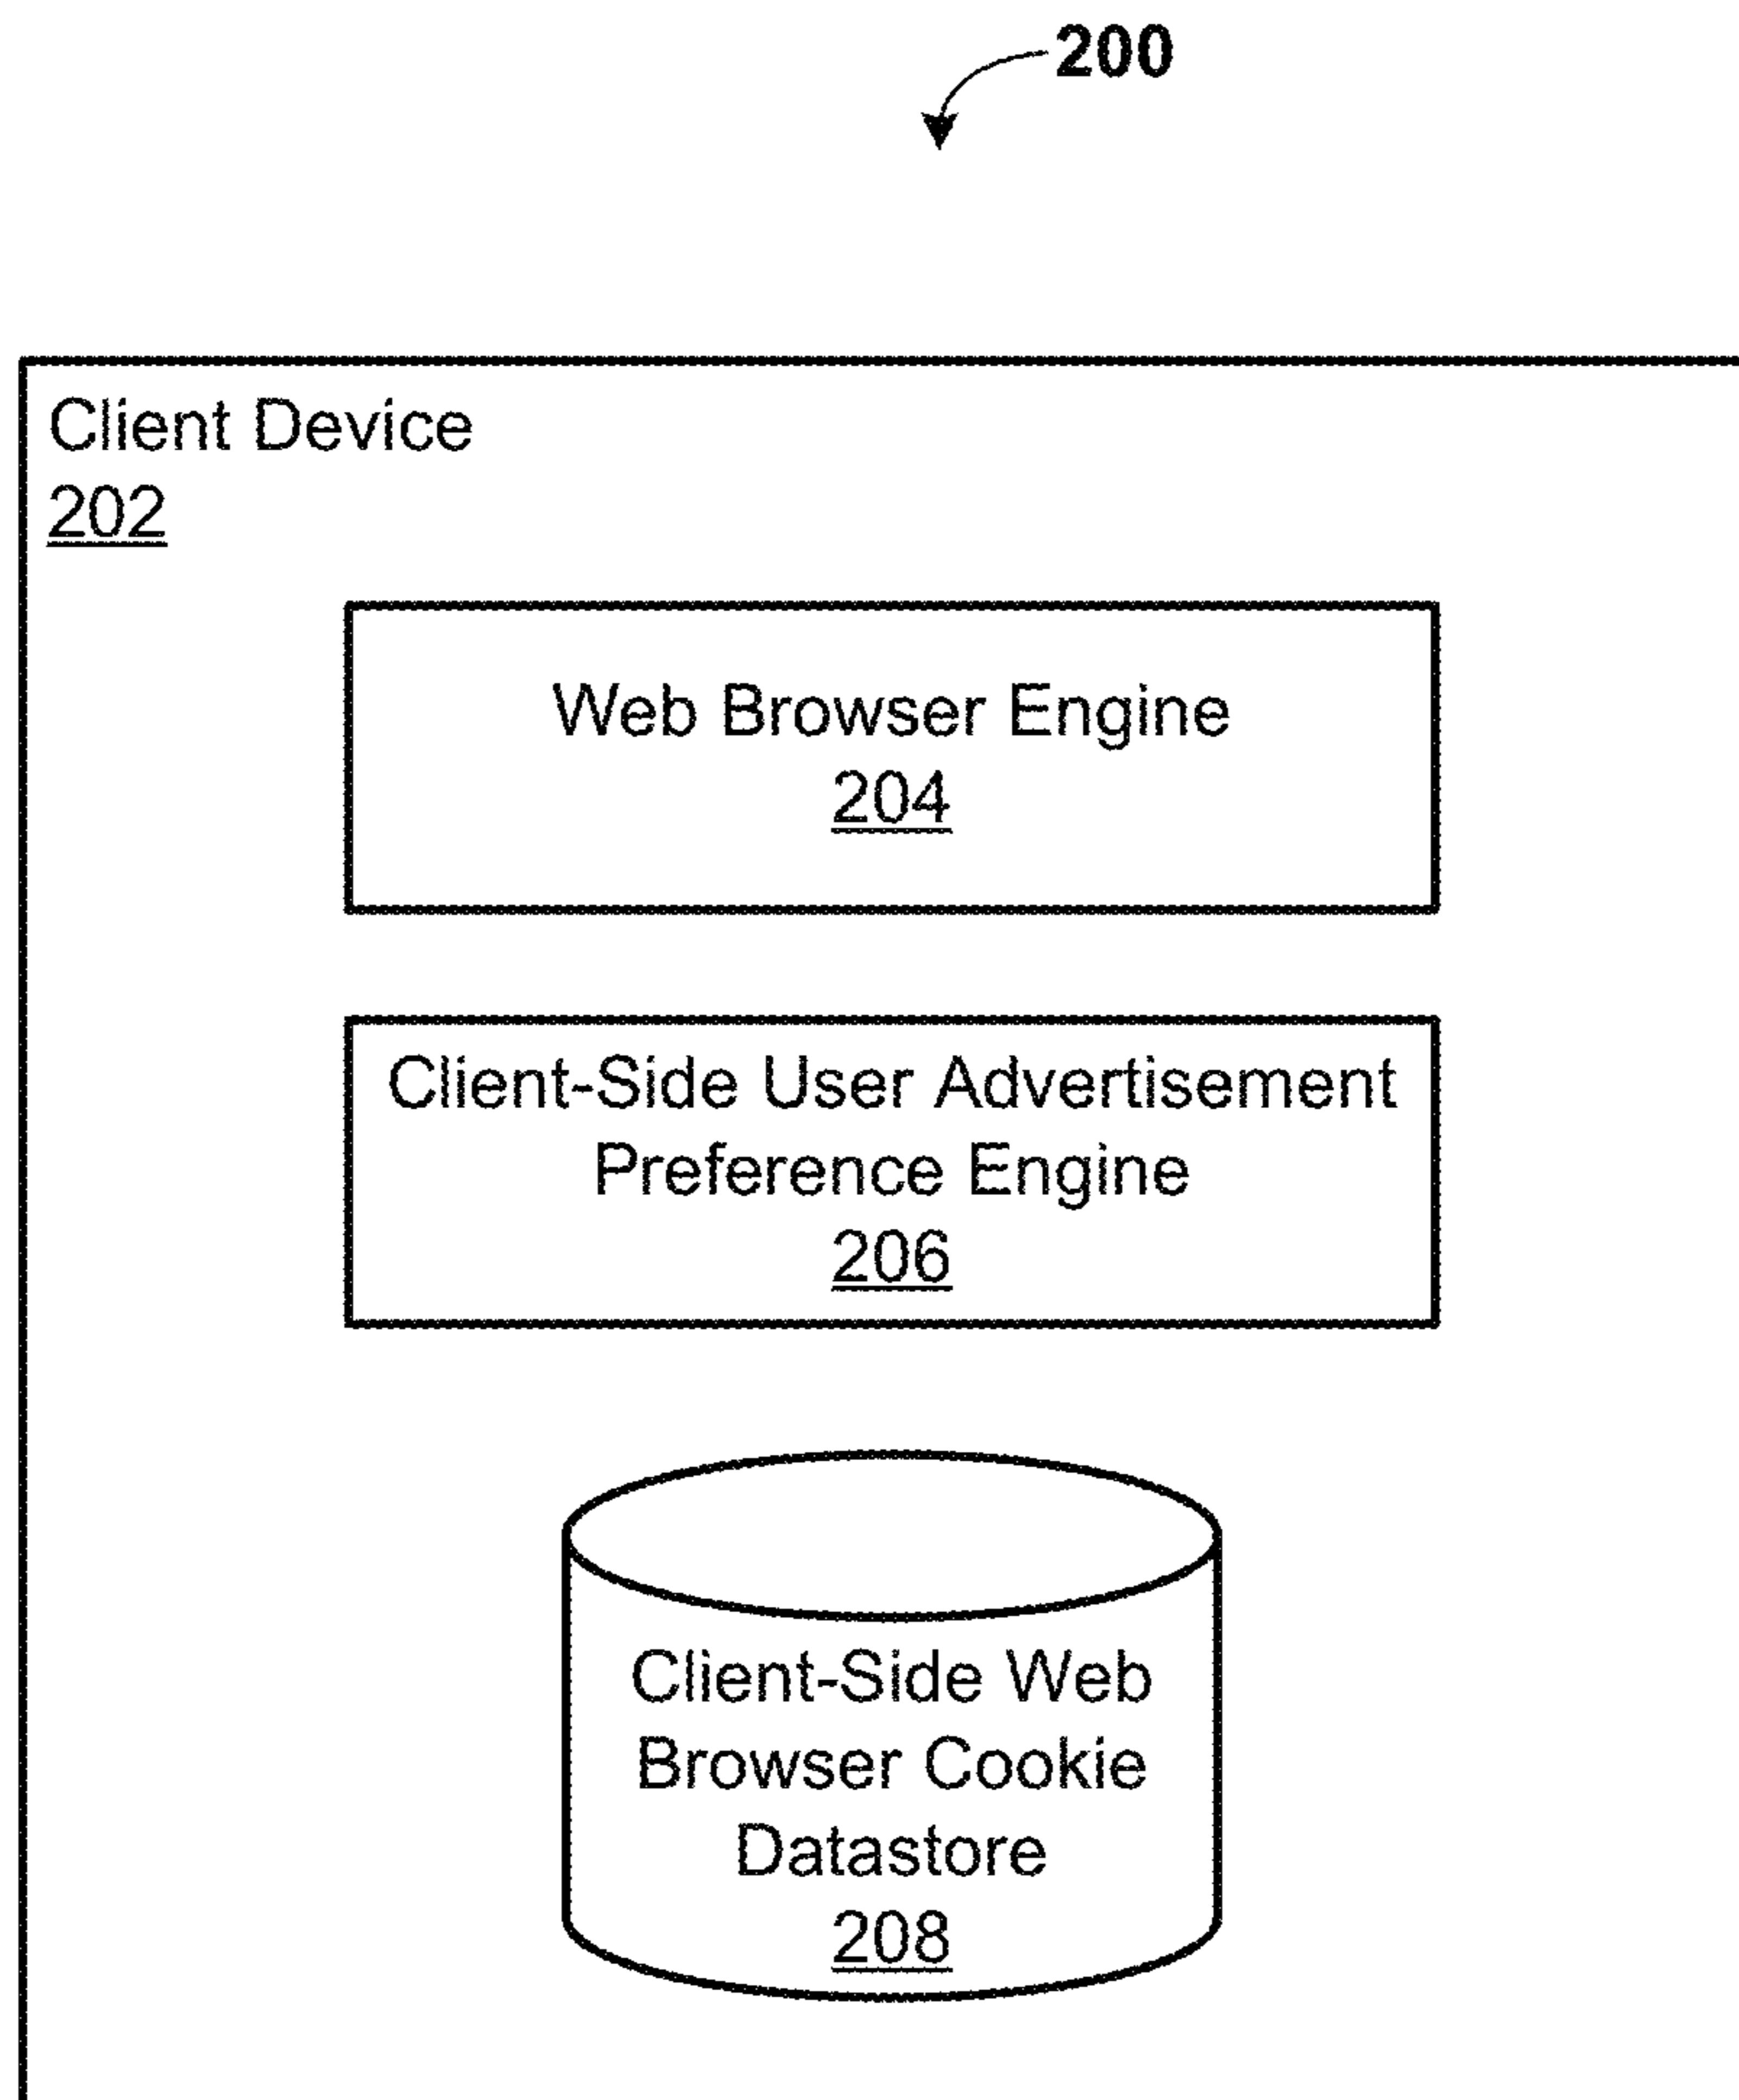 200
Client Device
202
Web Browser Engine
204
Client-Side User Advertisement
Preference Engine
206
Client-Side Web
Browser Cookie
Datastore
208